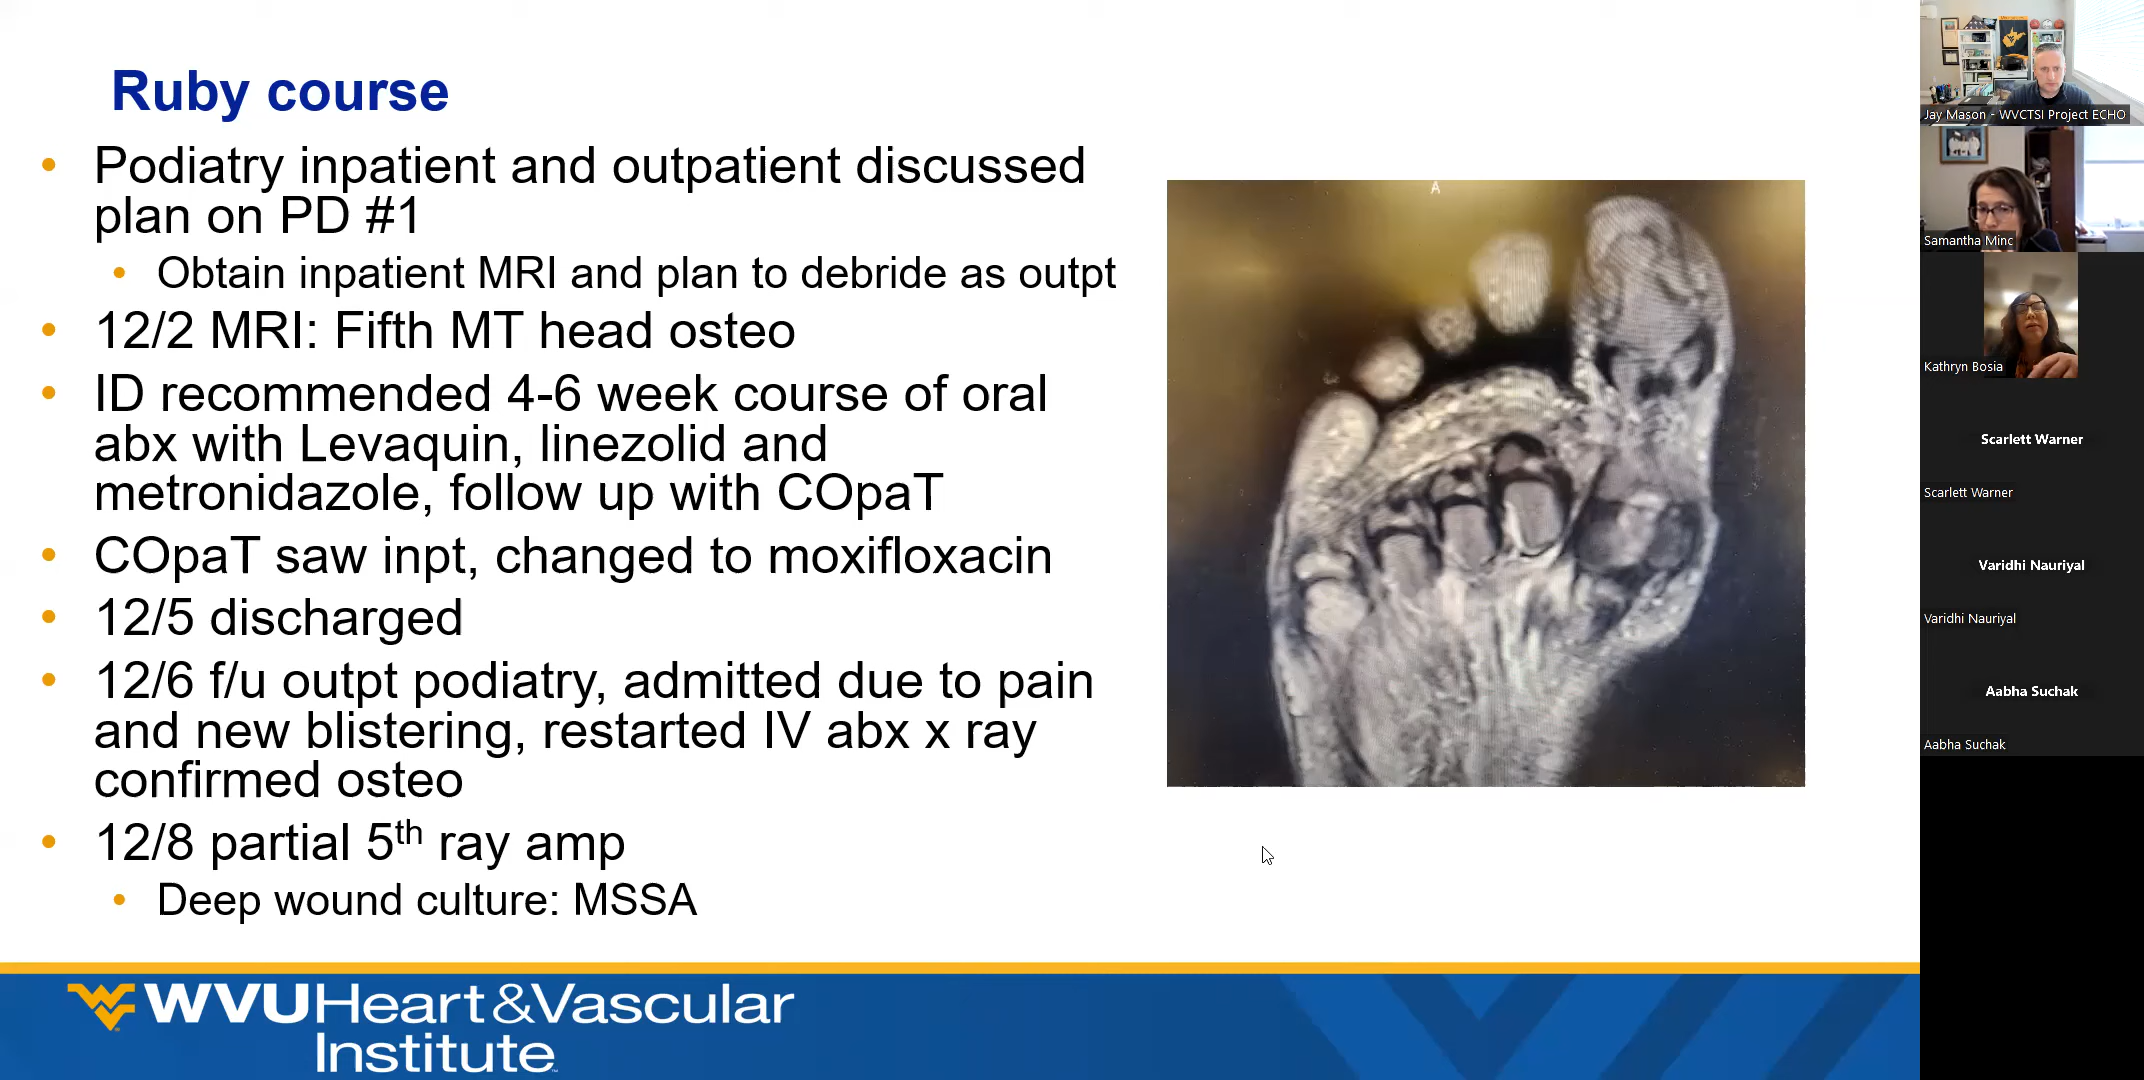 Ruby course
• Podiatry inpatient and outpatient discussed
plan on PD #1
• Obtain inpatient MRI and plan to debride as outpt
• 12/2 MRI: Fifth MT head osteo
• ID recommended 4-6 week course of oral
abx with Levaquin, linezolid and
metronidazole, follow up with COpaT
• COpaT saw inpt, changed to moxifloxacin
• 12/5 discharged
• 12/6 f/u outpt podiatry, admitted due to pain
and new blistering, restarted IV abx x ray
confirmed osteo
• 12/8 partial 5th ray amp
• Deep wound culture: MSSA
A
WVUHeart&Vascular
Institute
Jay Mason - WVCTSI Project ECHO
Samantha Minc
Kathryn Bosia
Scarlett Warner
Scarlett Warner
Varidhi Nauriyal
Varidhi Nauriyal
Aabha Suchak
Aabha Suchak